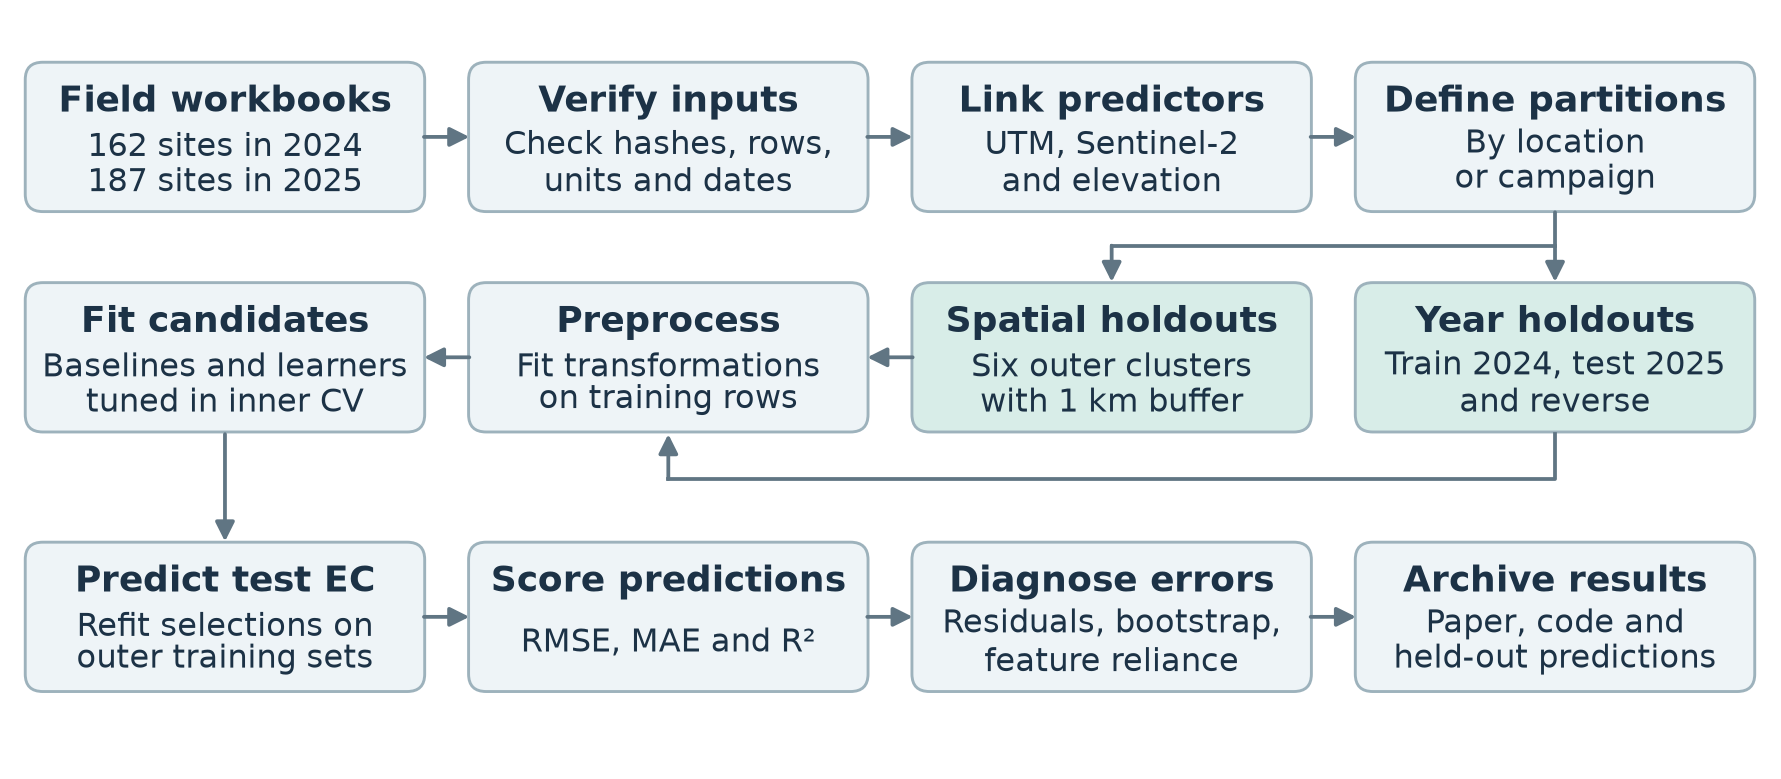 Field workbooks
162 sites in 2024
187 sites in 2025
Verify inputs
Check hashes, rows,
units and dates
Link predictors
UTM, Sentinel-2
and elevation
Define partitions
By location
or campaign
Fit candidates
Baselines and learners
tuned in inner CV
Preprocess
Fit transformations
on training rows
Spatial holdouts
Six outer clusters
with 1 km buffer
Year holdouts
Train 2024, test 2025
and reverse
Predict test EC
Refit selections on
outer training sets
Score predictions
RMSE, MAE and R²
Diagnose errors
Residuals, bootstrap,
feature reliance
Archive results
Paper, code and
held-out predictions